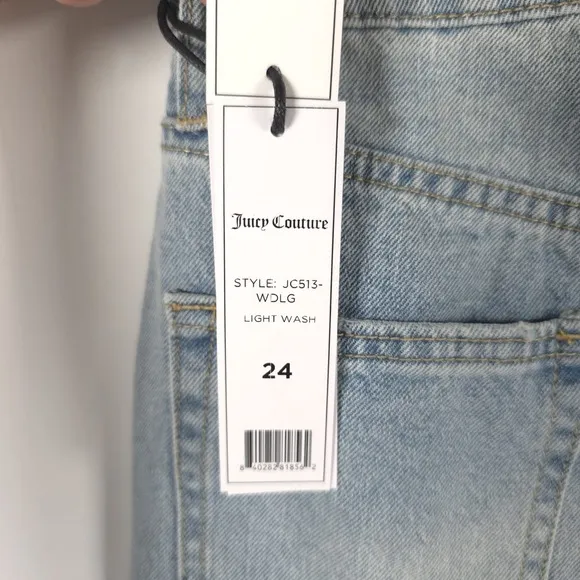 Juicy Couture
STYLE: JC513-
WDLG
LIGHT WASH
24